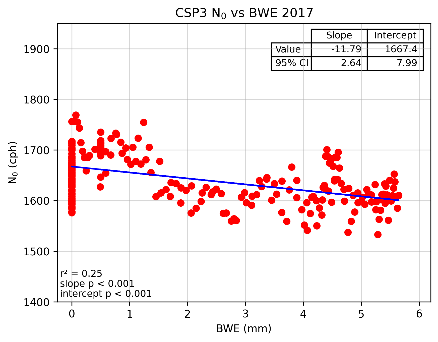 CSP3 N₀ vs BWE 2017
Slope Intercept
Value -11.79 1667.4
95% CI 2.64 7.99
1900
1800
1700
1600
1500
1400
N₀ (cph)
r² = 0.25
slope p < 0.001
intercept p < 0.001
0 1 2 3 4 5 6
BWE (mm)